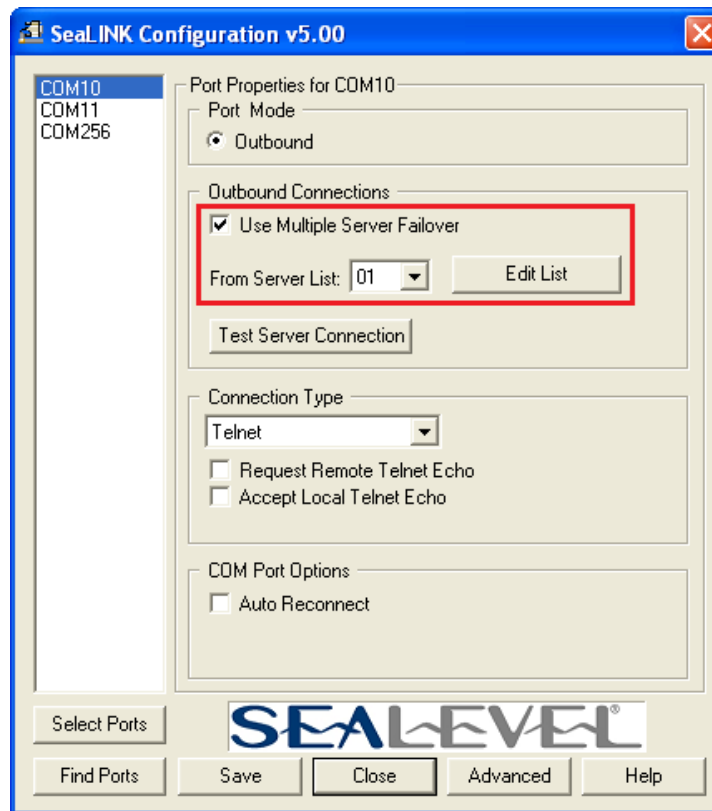 SeaLINK Configuration v5.00
COM10
COM11
COM256
Port Properties for COM10
Port Mode
Outbound
Outbound Connections
Use Multiple Server Failover
From Server List: 01
Edit List
Test Server Connection
Connection Type
Telnet
Request Remote Telnet Echo
Accept Local Telnet Echo
COM Port Options
Auto Reconnect
Select Ports
SEALEVEL®
Find Ports
Save
Close
Advanced
Help